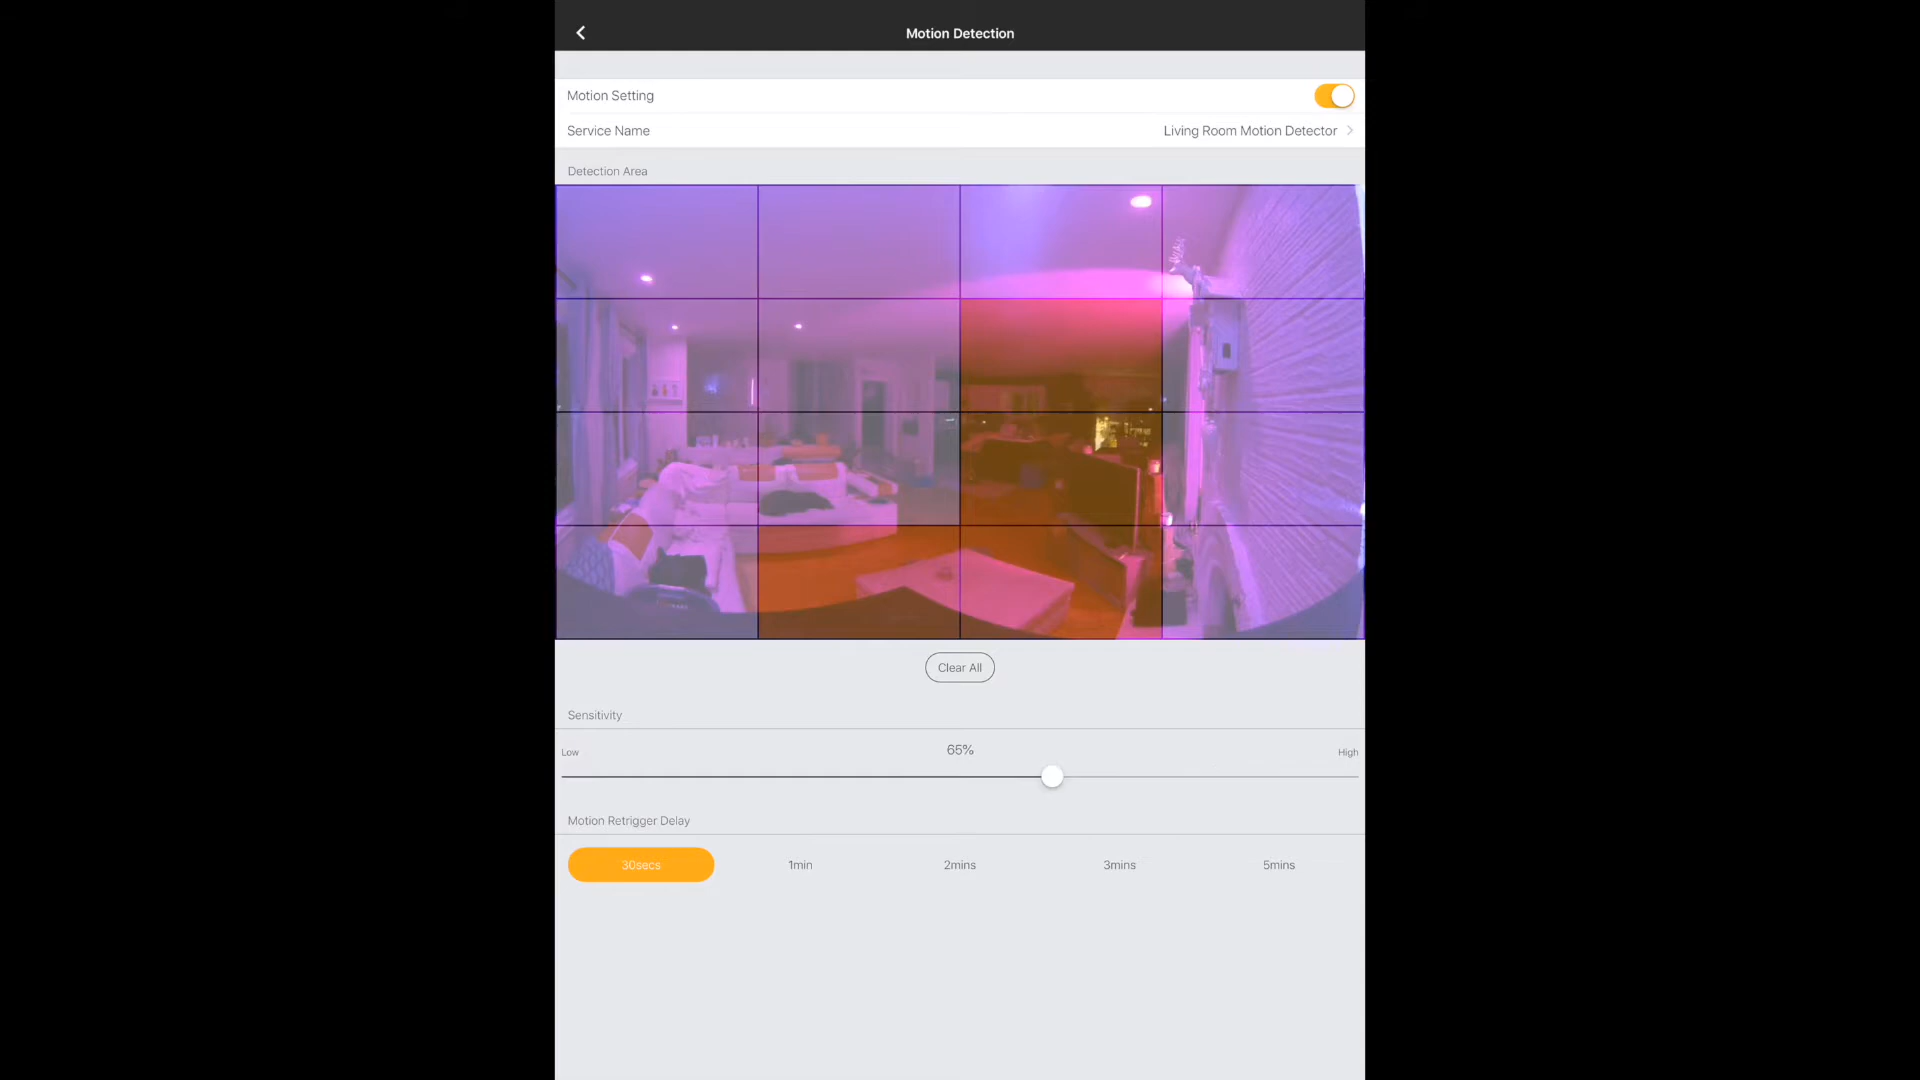 Motion Detection
Motion Setting
Service Name Living Room Motion Detector
Detection Area
Clear All
Sensitivity
Low 65% High
Motion Retrigger Delay
30secs 1min 2mins 3mins 5mins